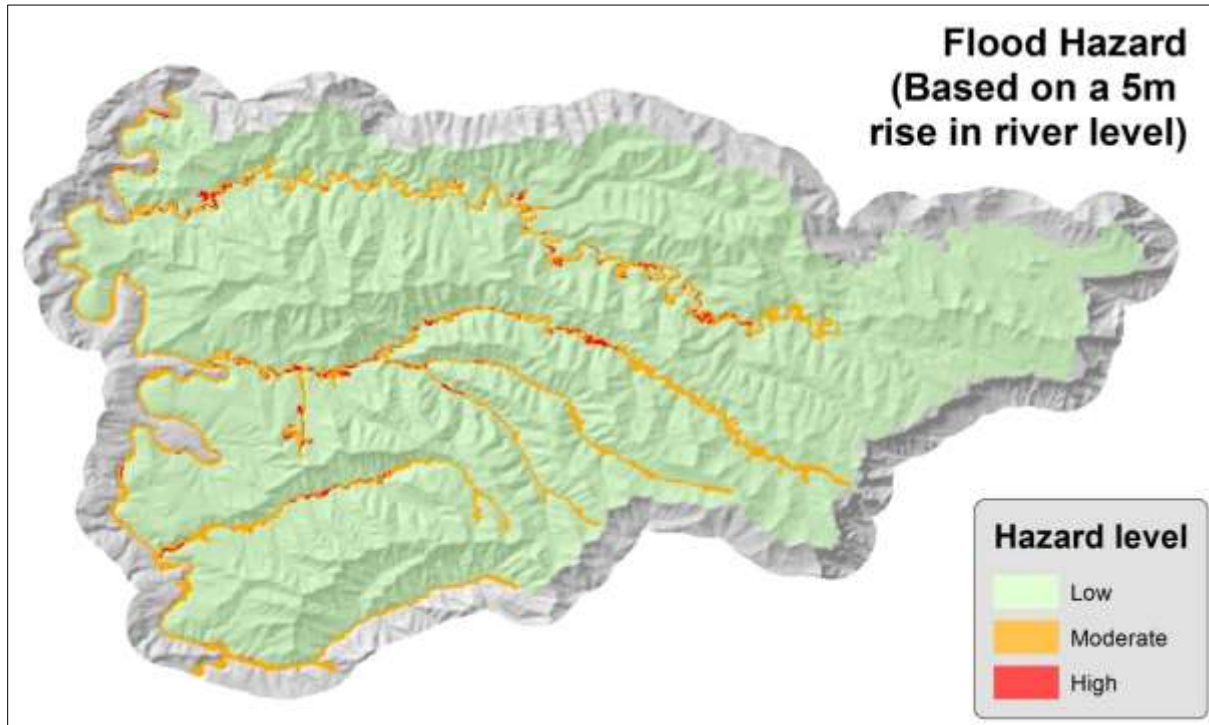 Flood Hazard
(Based on a 5m
rise in river level)
Hazard level
Low
Moderate
High